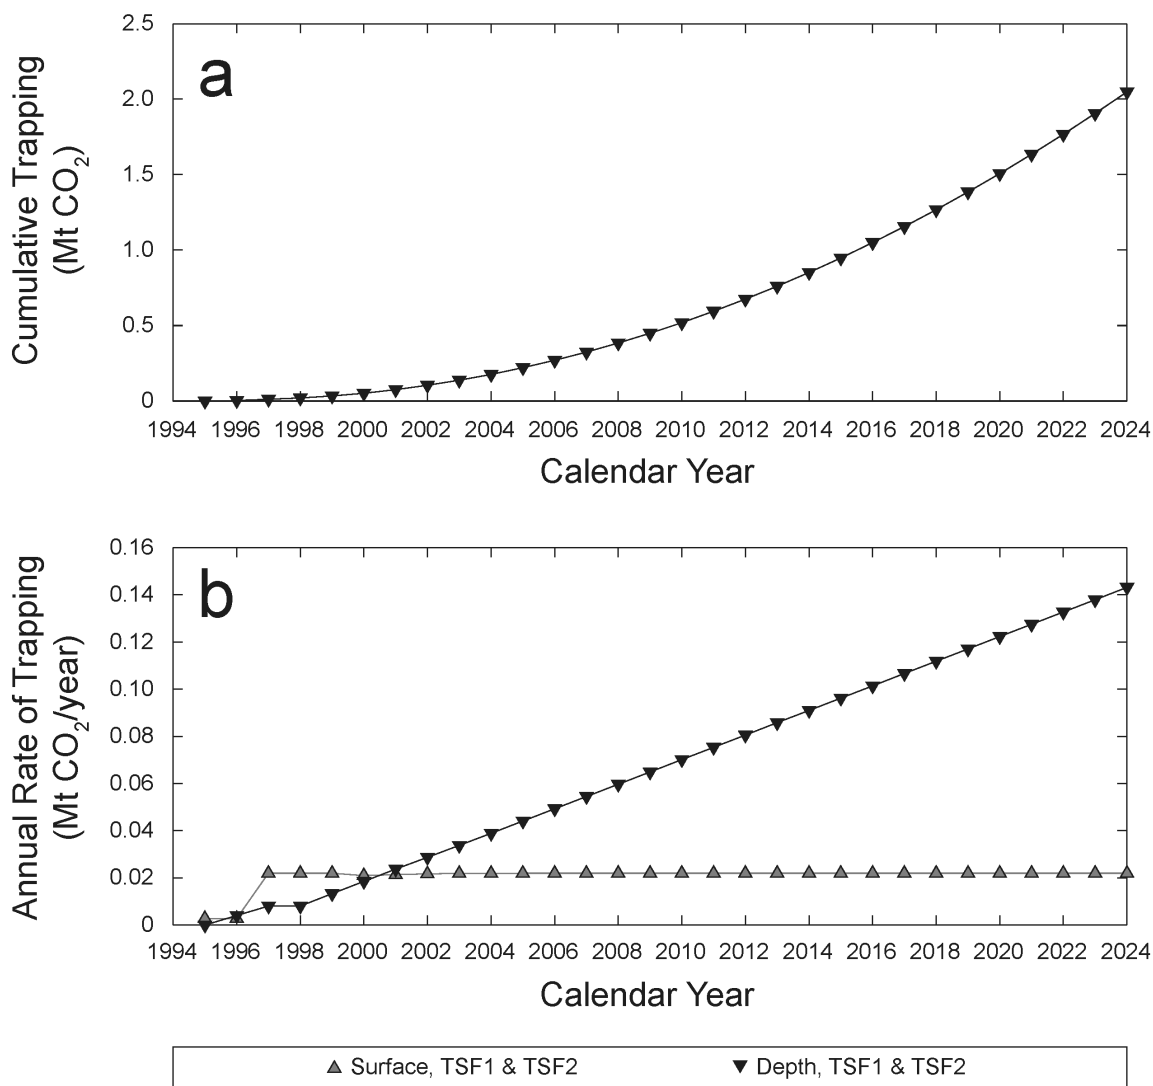 a
Cumulative Trapping
(Mt CO₂)
2.5
2.0
1.5
1.0
0.5
0
1994 1996 1998 2000 2002 2004 2006 2008 2010 2012 2014 2016 2018 2020 2022 2024
Calendar Year
b
Annual Rate of Trapping
(Mt CO₂/year)
0.16
0.14
0.12
0.10
0.08
0.06
0.04
0.02
0
1994 1996 1998 2000 2002 2004 2006 2008 2010 2012 2014 2016 2018 2020 2022 2024
Calendar Year
Surface, TSF1 & TSF2 Depth, TSF1 & TSF2